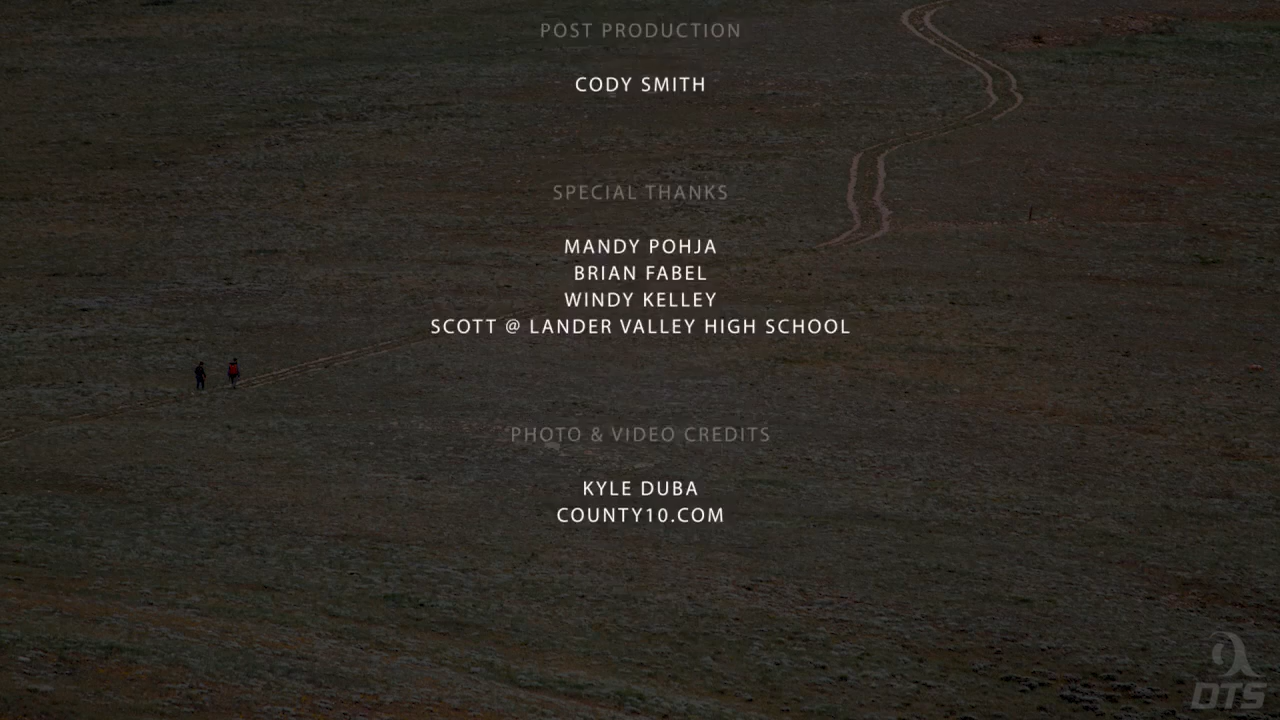 POST PRODUCTION
CODY SMITH
SPECIAL THANKS
MANDY POHJA
BRIAN FABEL
WINDY KELLEY
SCOTT @ LANDER VALLEY HIGH SCHOOL
PHOTO & VIDEO CREDITS
KYLE DUBA
COUNTY10.COM
DTS